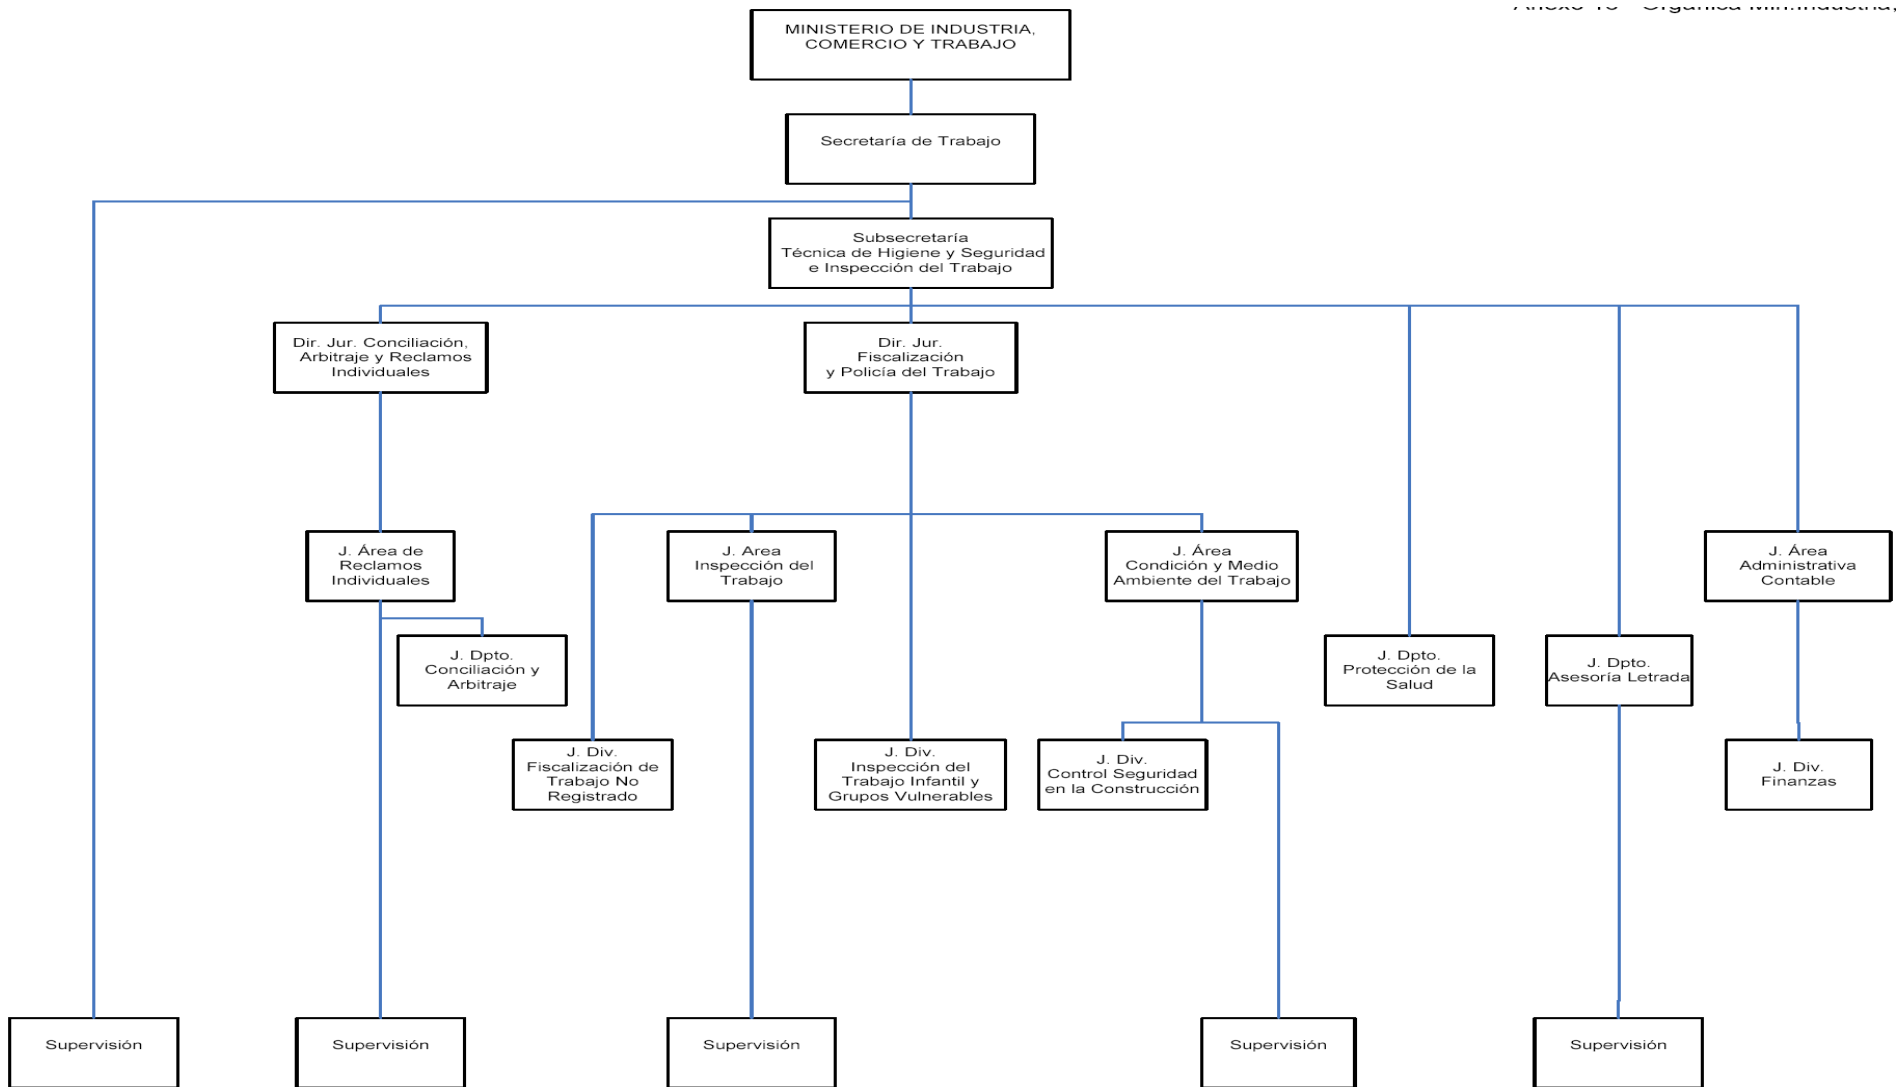 MINISTERIO DE INDUSTRIA,
COMERCIO Y TRABAJO
Secretaría de Trabajo
Subsecretaría
Técnica de Higiene y Seguridad
e Inspección del Trabajo
Dir. Jur. Conciliación,
Arbitraje y Reclamos
Individuales
Dir. Jur.
Fiscalización
y Policía del Trabajo
J. Área de
Reclamos
Individuales
J. Area
Inspección del
Trabajo
J. Área
Condición y Medio
Ambiente del Trabajo
J. Área
Administrativa
Contable
J. Dpto.
Conciliación y
Arbitraje
J. Dpto.
Protección de la
Salud
J. Dpto.
Asesoría Letrada
J. Div.
Fiscalización de
Trabajo No
Registrado
J. Div.
Inspección del
Trabajo Infantil y
Grupos Vulnerables
J. Div.
Control Seguridad
en la Construcción
J. Div.
Finanzas
Supervisión
Supervisión
Supervisión
Supervisión
Supervisión